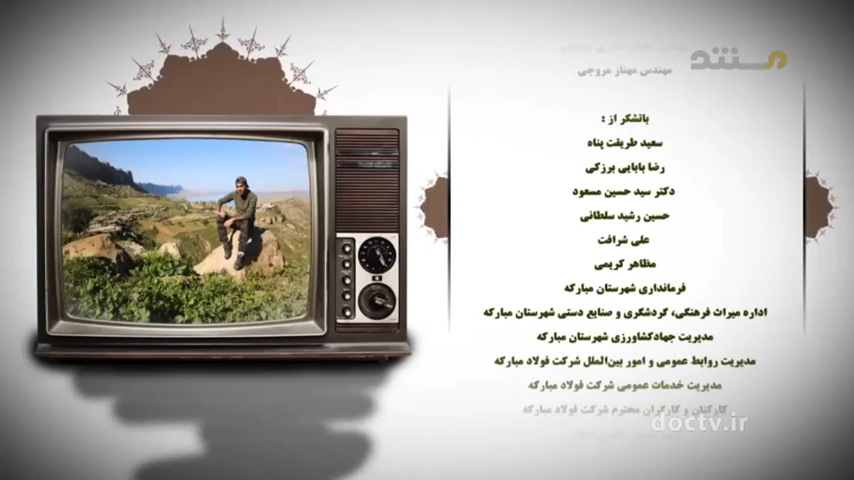 مستند
مهندس مهناز مروجی
باتشکر از :
سعید طریقت پناه
رضا بابایی برزکی
دکتر سید حسین مسعود
حسین رشید سلطانی
علی شرافت
مظاهر کریمی
فرمانداری شهرستان مبارکه
اداره میراث فرهنگی، گردشگری و صنایع دستی شهرستان مبارکه
مدیریت جهادکشاورزی شهرستان مبارکه
مدیریت روابط عمومی و امور بین‌الملل شرکت فولاد مبارکه
مدیریت خدمات عمومی شرکت فولاد مبارکه
کارکنان و کارگران محترم شرکت فولاد مبارکه
doctv.ir